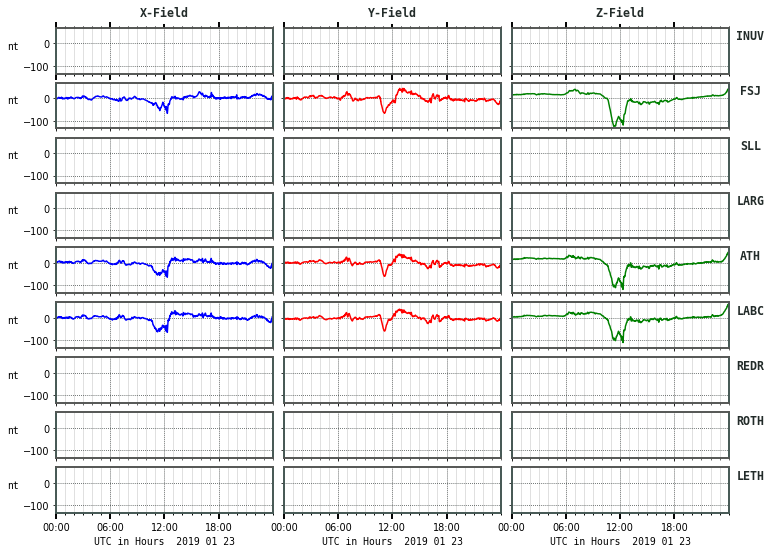 X-Field Y-Field Z-Field
nt 0 INUV
−100
nt 0 FSJ
−100
nt 0 SLL
−100
nt 0 LARG
−100
nt 0 ATH
−100
nt 0 LABC
−100
nt 0 REDR
−100
nt 0 ROTH
−100
nt 0 LETH
−100
00:00 06:00 12:00 18:00 00:00 06:00 12:00 18:00 00:00 06:00 12:00 18:00
UTC in Hours 2019 01 23 UTC in Hours 2019 01 23 UTC in Hours 2019 01 23